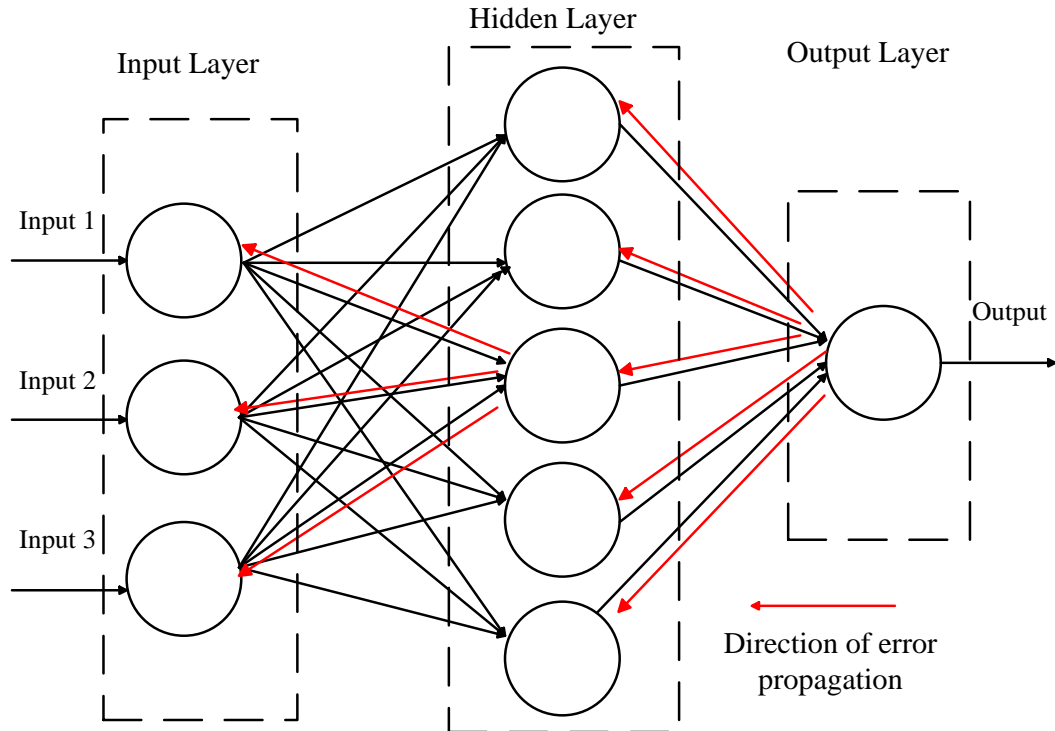 Hidden Layer
Input Layer
Output Layer
Input 1
Output
Input 2
Input 3
Direction of error
propagation